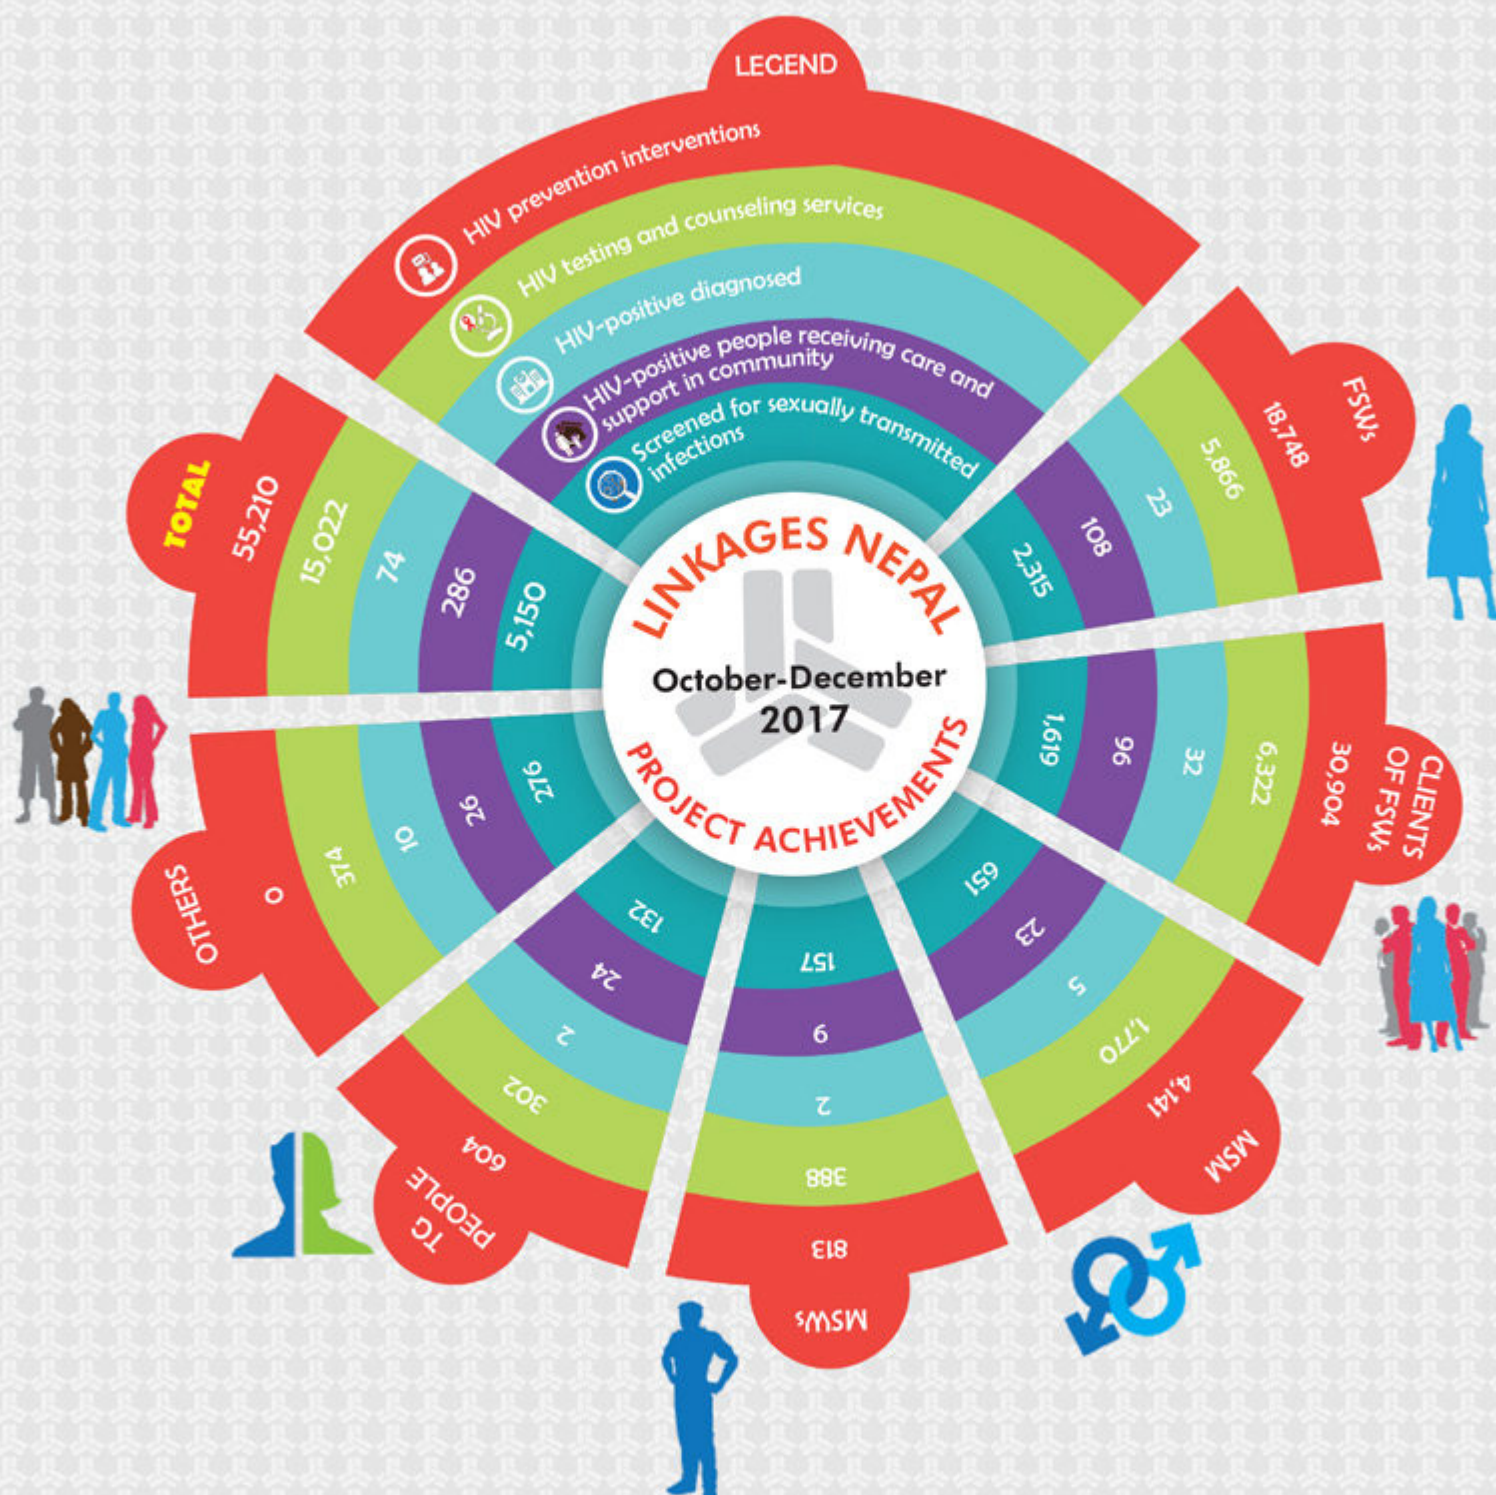 LEGEND
HIV prevention interventions
HIV testing and counseling services
HIV-positive diagnosed
HIV-positive people receiving care and
support in community
Screened for sexually transmitted
infections
FSWs
18,748
5,866
23
108
2,315
CLIENTS
OF FSWs
30,904
6,322
32
96
1,619
MSM
4,141
1,770
5
23
651
MSWs
813
388
2
9
157
TG
PEOPLE
604
302
2
24
132
OTHERS
0
374
10
26
276
TOTAL
55,210
15,022
74
286
5,150
LINKAGES NEPAL
October-December
2017
PROJECT ACHIEVEMENTS